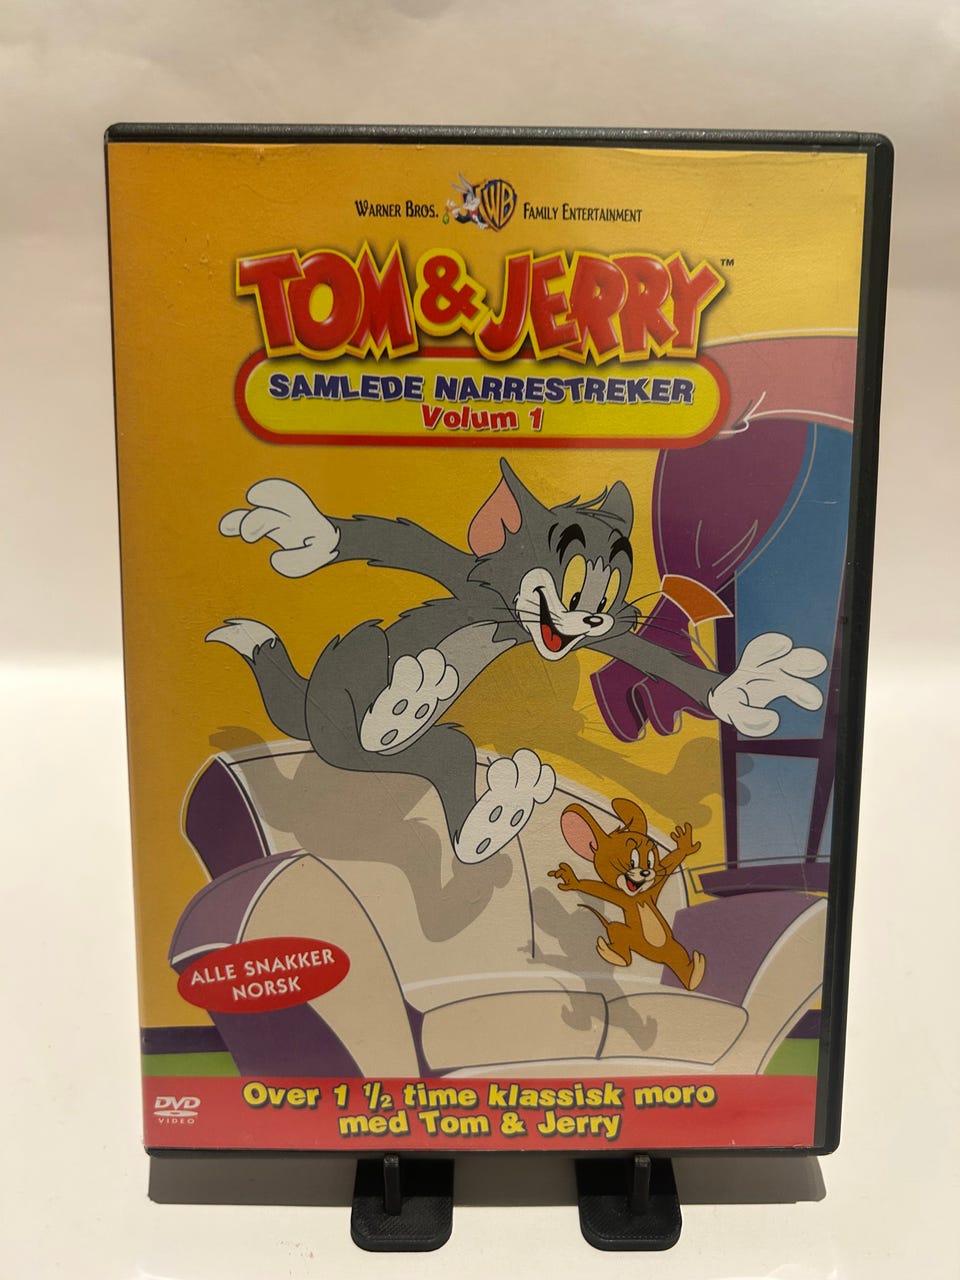 WARNER BROS. WB FAMILY ENTERTAINMENT
TOM & JERRY™
SAMLEDE NARRESTREKER
Volum 1
ALLE SNAKKER
NORSK
Over 1 ½ time klassisk moro
med Tom & Jerry
DVD
VIDEO